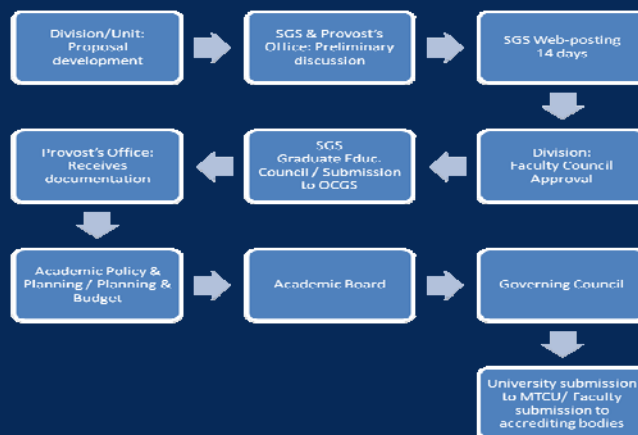 Division/Unit:
Proposal
development
SGS & Provost's
Office: Preliminary
discussion
SGS Web-posting
14 days
Division:
Faculty Council
Approval
SGS
Graduate Educ.
Council / Submission
to OCGS
Provost's Office:
Receives
documentation
Academic Policy &
Planning / Planning &
Budget
Academic Board
Governing Council
University submission
to MTCU/ Faculty
submission to
accrediting bodies